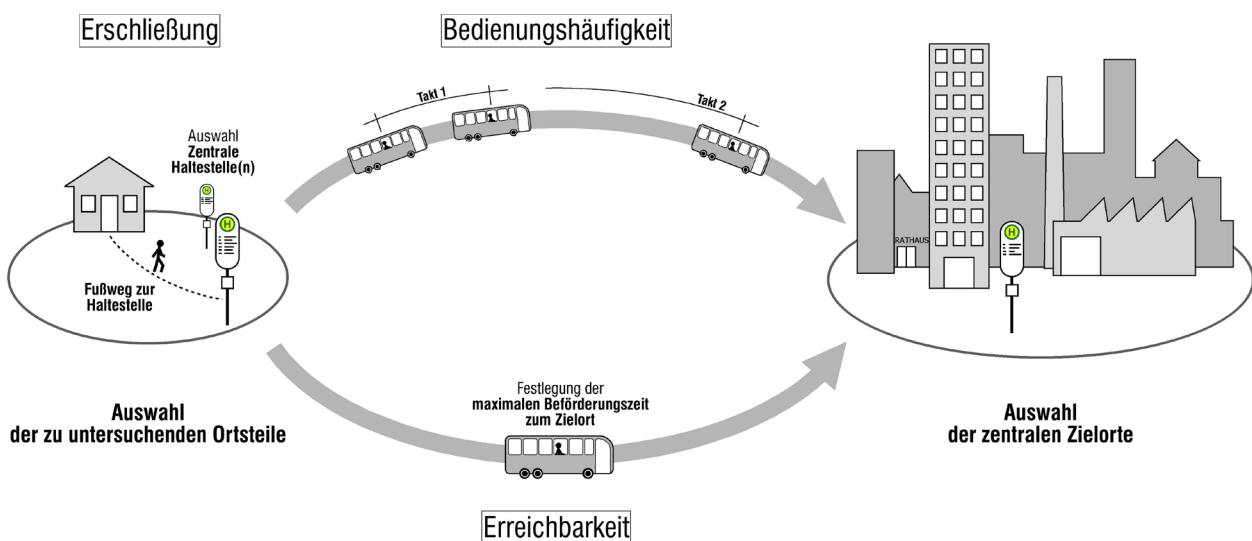 Erschließung
Bedienungshäufigkeit
Takt 1
Takt 2
Auswahl
Zentrale
Haltestelle(n)
H
H
Fußweg zur
Haltestelle
RATHAUS
H
Festlegung der
maximalen Beförderungszeit
zum Zielort
Auswahl
der zu untersuchenden Ortsteile
Auswahl
der zentralen Zielorte
Erreichbarkeit